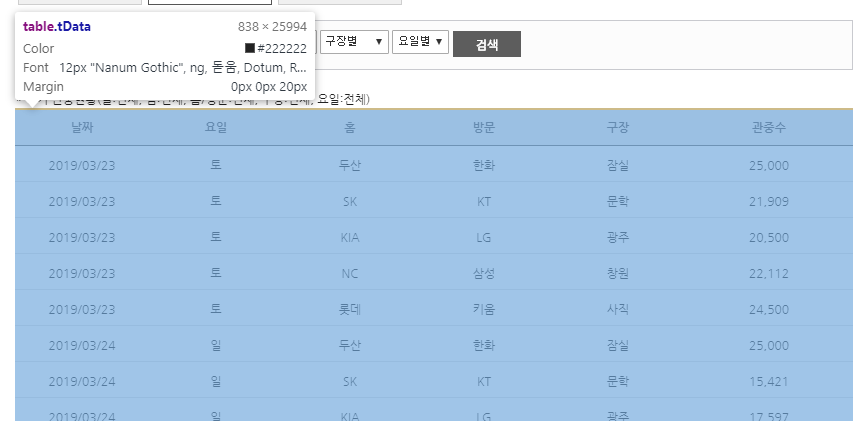 table.tData 838 × 25994
Color #222222
Font 12px "Nanum Gothic", ng, 돋움, Dotum, R...
Margin 0px 0px 20px
구장별 요일별 검색
요일:전체)
날짜 요일 홈 방문 구장 관중수
2019/03/23 토 두산 한화 잠실 25,000
2019/03/23 토 SK KT 문학 21,909
2019/03/23 토 KIA LG 광주 20,500
2019/03/23 토 NC 삼성 창원 22,112
2019/03/23 토 롯데 키움 사직 24,500
2019/03/24 일 두산 한화 잠실 25,000
2019/03/24 일 SK KT 문학 15,421
2019/03/24 일 KIA LG 광주 17,597